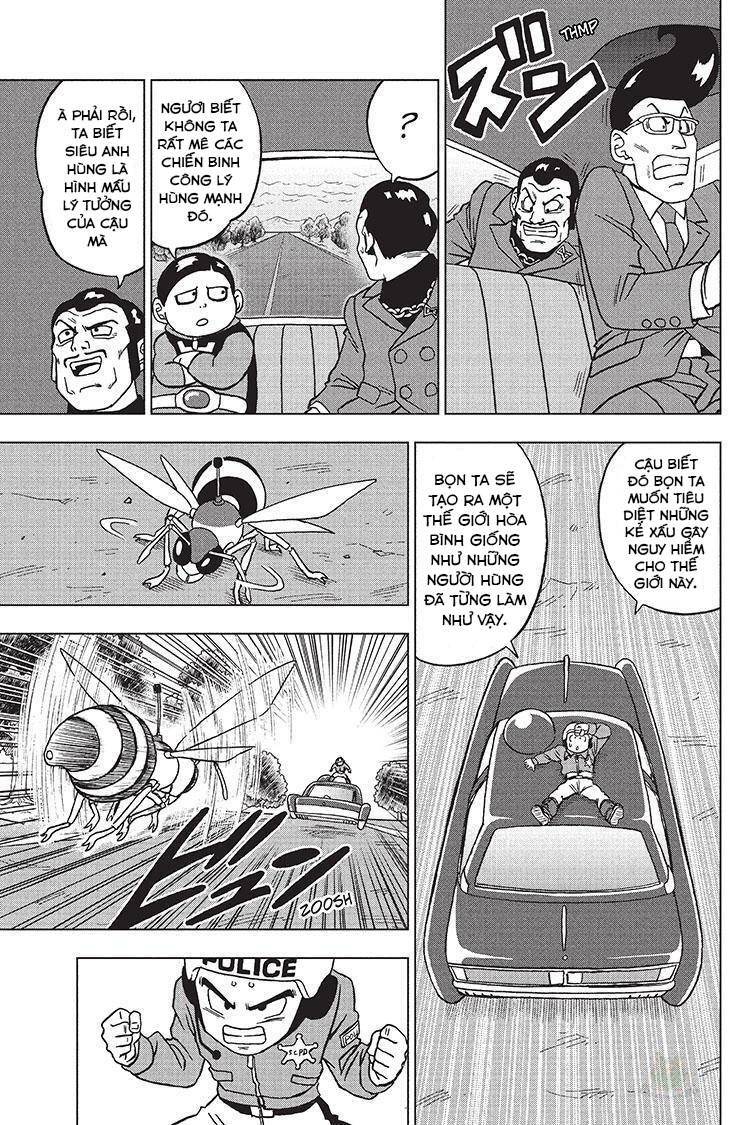 ズン
THMP
?
NGƯƠI BIẾT
KHÔNG TA
RẤT MÊ CÁC
CHIẾN BINH
CÔNG LÝ
HÙNG MẠNH
ĐÓ.
À PHẢI RỒI,
TA BIẾT
SIÊU ANH
HÙNG LÀ
HÌNH MẪU
LÝ TƯỞNG
CỦA CẬU
MÀ
CẬU BIẾT
ĐÓ BỌN TA
MUỐN TIÊU
DIỆT NHỮNG
KẺ XẤU GÂY
NGUY HIỂM
CHO THẾ
GIỚI NÀY.
BỌN TA SẼ
TẠO RA MỘT
THẾ GIỚI HÒA
BÌNH GIỐNG
NHƯ NHỮNG
NGƯỜI HÙNG
ĐÃ TỪNG LÀM
NHƯ VẬY.
ビュン
ZOOSH
POLICE
S.C.P.D